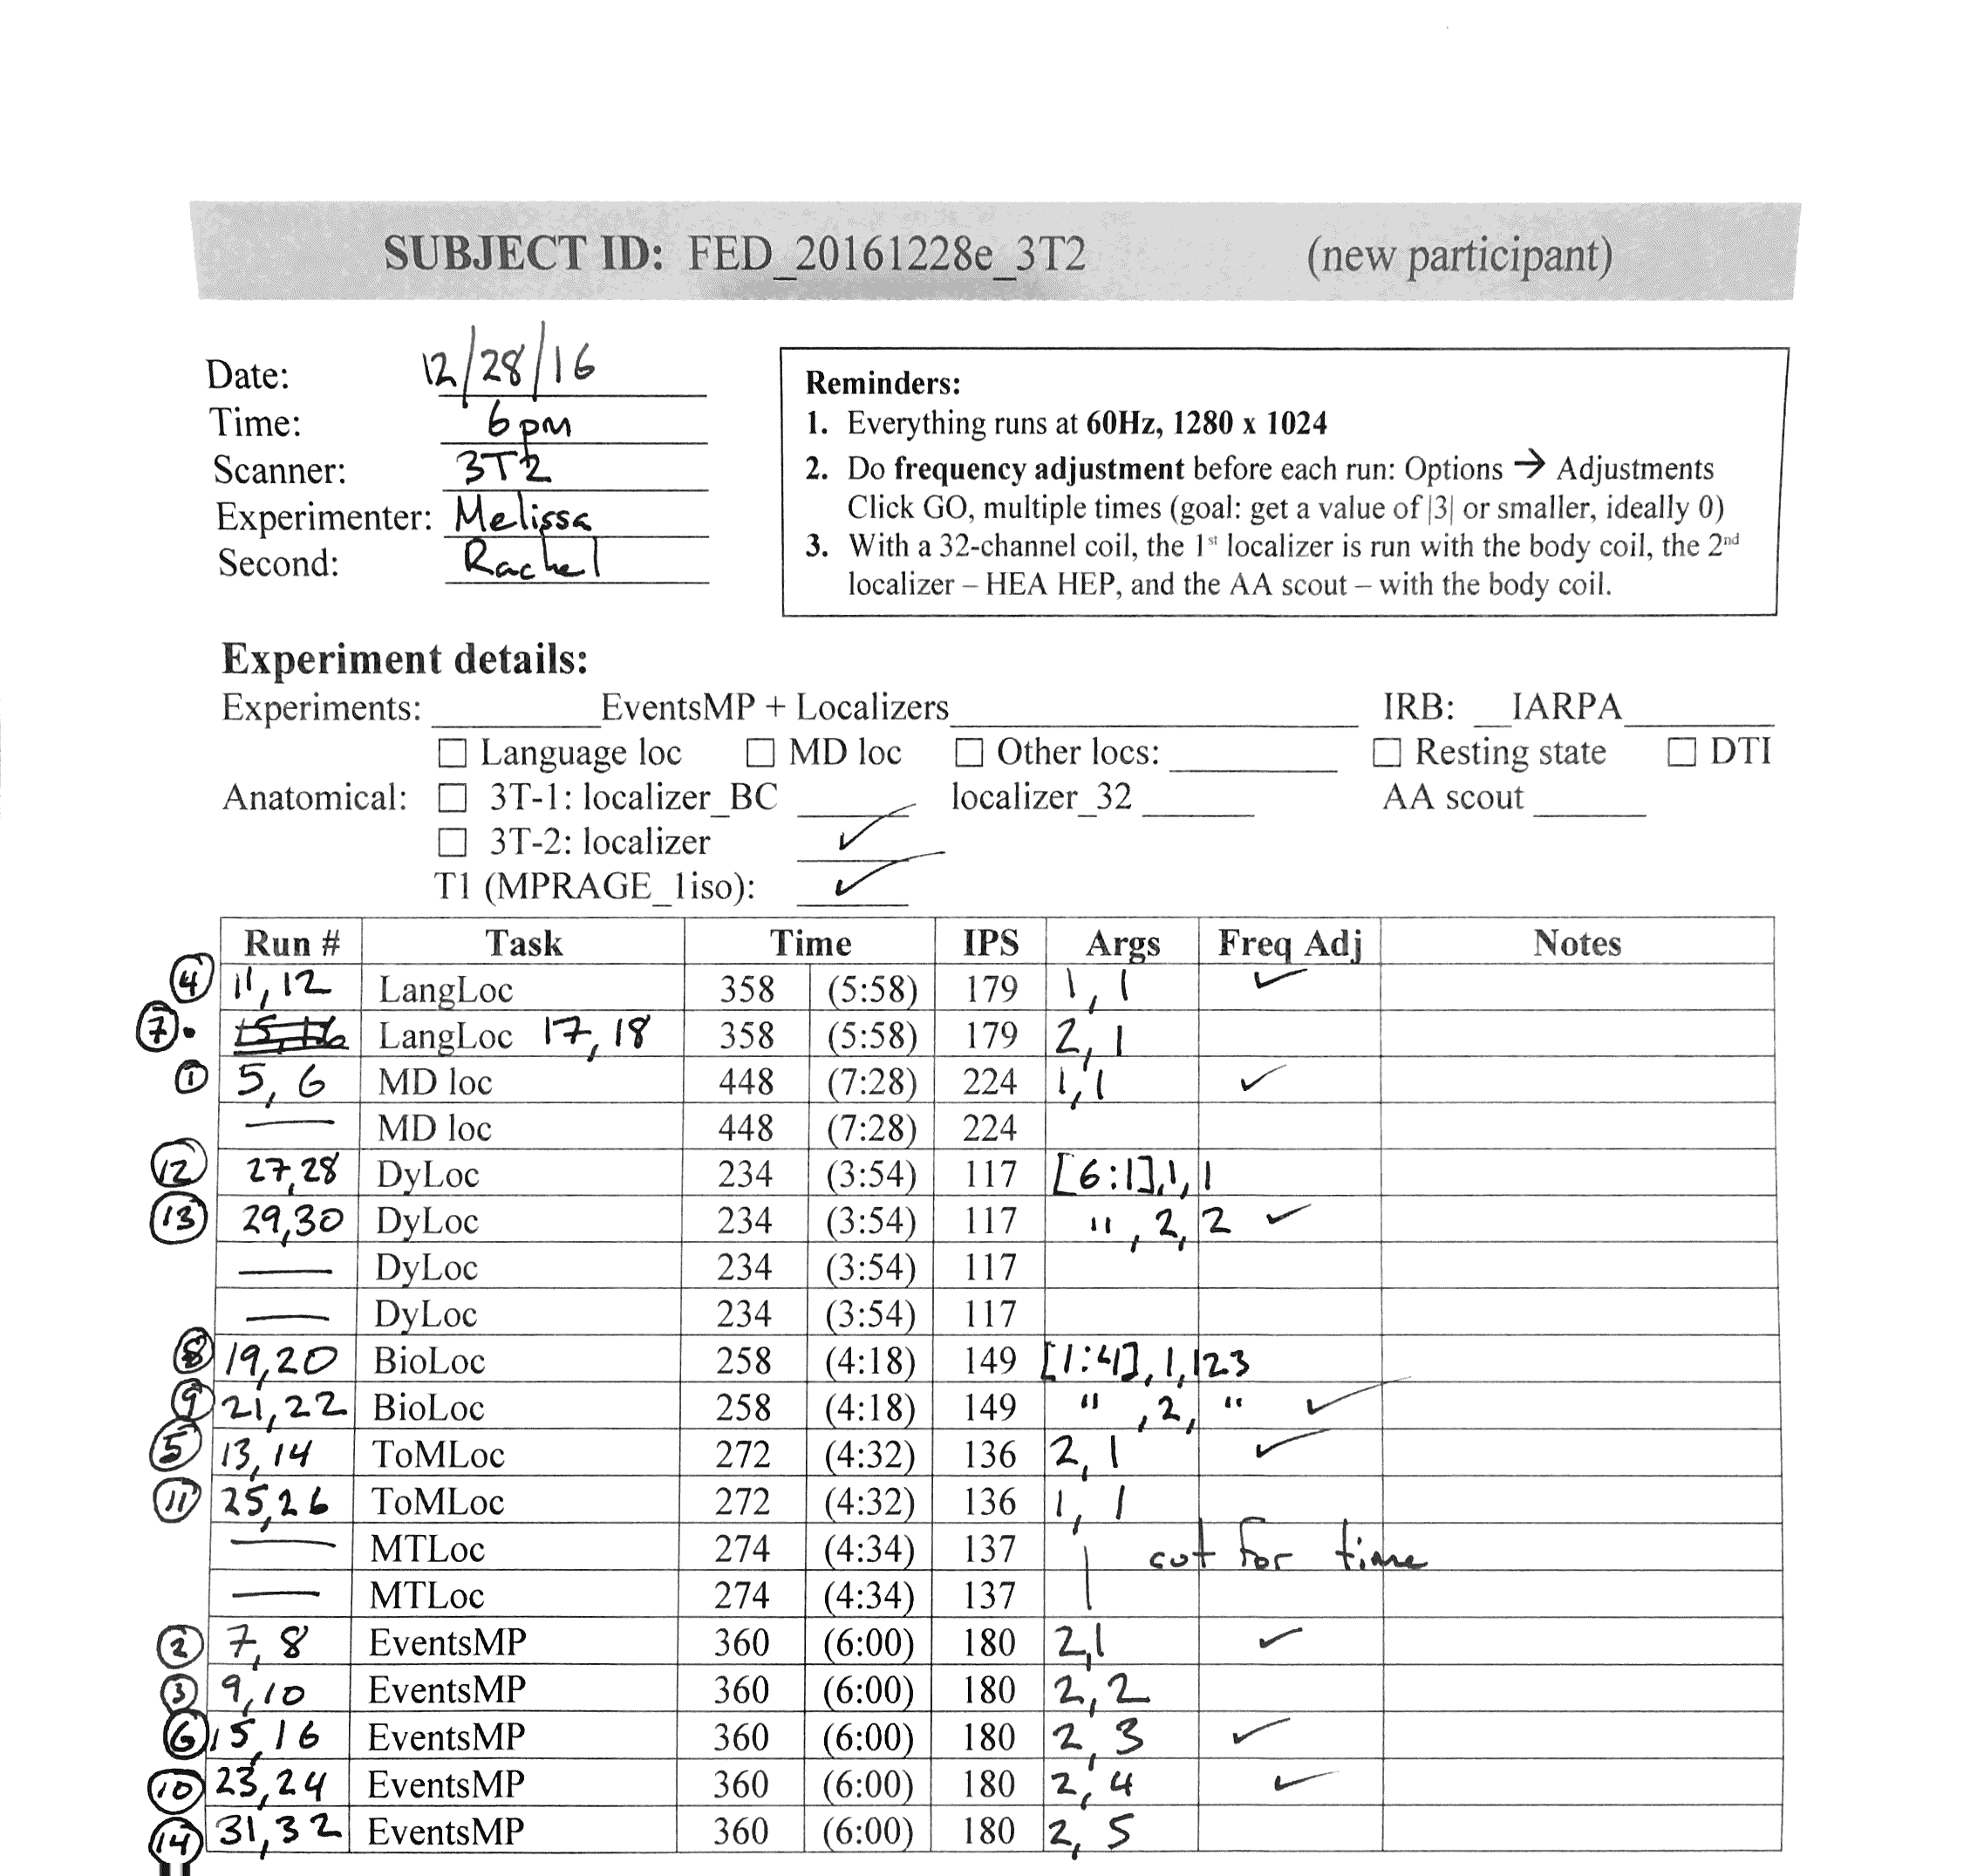 SUBJECT ID: FED_20161228e_3T2 (new participant)
Date: 12/28/16
Time: 6pm
Scanner: 3T2
Experimenter: Melissa
Second: Rachel
Reminders:
1. Everything runs at 60Hz, 1280 x 1024
2. Do frequency adjustment before each run: Options → Adjustments
Click GO, multiple times (goal: get a value of |3| or smaller, ideally 0)
3. With a 32-channel coil, the 1st localizer is run with the body coil, the 2nd
localizer – HEA HEP, and the AA scout – with the body coil.
Experiment details:
Experiments: ________EventsMP + Localizers________ IRB: __IARPA________
☐ Language loc ☐ MD loc ☐ Other locs: ________ ☐ Resting state ☐ DTI
Anatomical: ☐ 3T-1: localizer_BC ______ localizer_32 ______ AA scout ______
☐ 3T-2: localizer ✓
T1 (MPRAGE_1iso): ✓
Run # Task Time IPS Args Freq Adj Notes
④ 11, 12 LangLoc 358 (5:58) 179 1, 1 ✓
⑦. 15, 16 LangLoc 17, 18 358 (5:58) 179 2, 1
① 5, 6 MD loc 448 (7:28) 224 1,1 ✓
— MD loc 448 (7:28) 224
⑫ 27,28 DyLoc 234 (3:54) 117 [6:1],1,1
⑬ 29,30 DyLoc 234 (3:54) 117 " , 2, 2 ✓
— DyLoc 234 (3:54) 117
— DyLoc 234 (3:54) 117
⑧ 19,20 BioLoc 258 (4:18) 149 [1:4],1,123
⑨ 21,22 BioLoc 258 (4:18) 149 " ,2, " ✓
⑤ 13,14 ToMLoc 272 (4:32) 136 2, 1 ✓
⑪ 25,26 ToMLoc 272 (4:32) 136 1, 1
— MTLoc 274 (4:34) 137 | cut for time
— MTLoc 274 (4:34) 137 |
② 7, 8 EventsMP 360 (6:00) 180 2,1 ✓
③ 9,10 EventsMP 360 (6:00) 180 2, 2
⑥ 15,16 EventsMP 360 (6:00) 180 2, 3 ✓
⑩ 23,24 EventsMP 360 (6:00) 180 2, 4 ✓
⑭ 31,32 EventsMP 360 (6:00) 180 2, 5